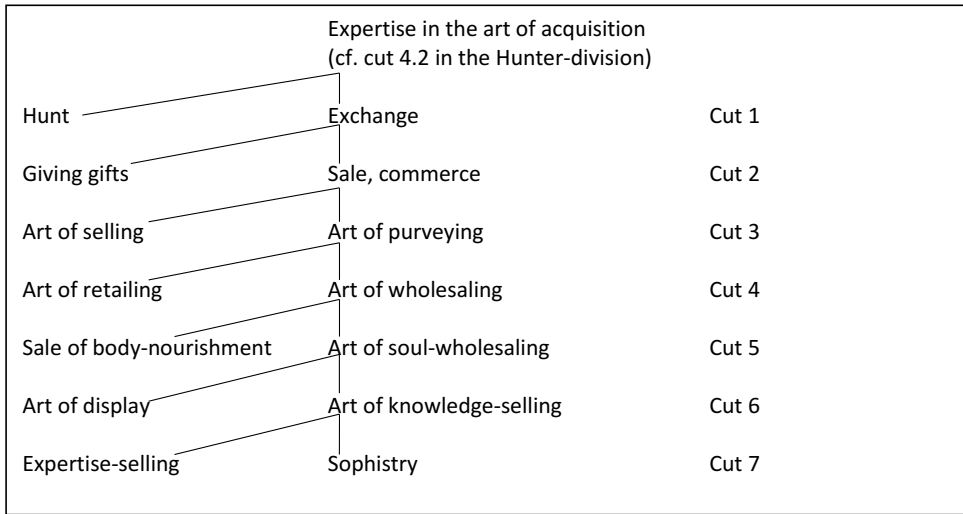 Expertise in the art of acquisition
(cf. cut 4.2 in the Hunter-division)
Hunt Exchange Cut 1
Giving gifts Sale, commerce Cut 2
Art of selling Art of purveying Cut 3
Art of retailing Art of wholesaling Cut 4
Sale of body-nourishment Art of soul-wholesaling Cut 5
Art of display Art of knowledge-selling Cut 6
Expertise-selling Sophistry Cut 7